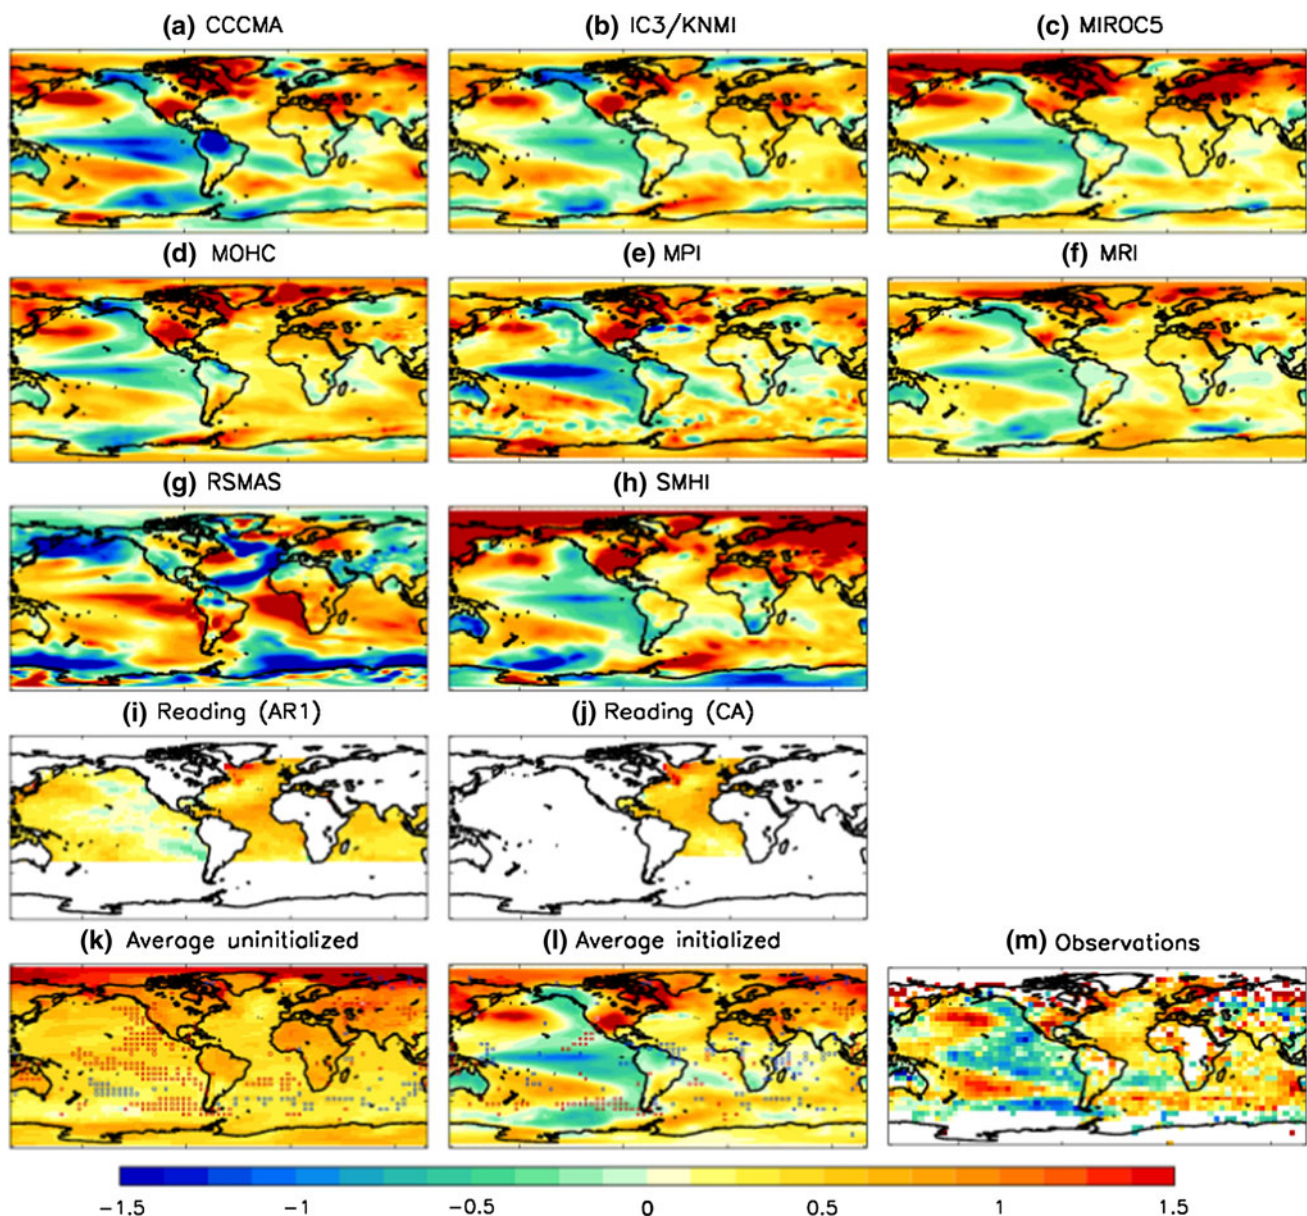 (a) CCCMA
(b) IC3/KNMI
(c) MIROC5
(d) MOHC
(e) MPI
(f) MRI
(g) RSMAS
(h) SMHI
(i) Reading (AR1)
(j) Reading (CA)
(k) Average uninitialized
(l) Average initialized
(m) Observations
−1.5 −1 −0.5 0 0.5 1 1.5